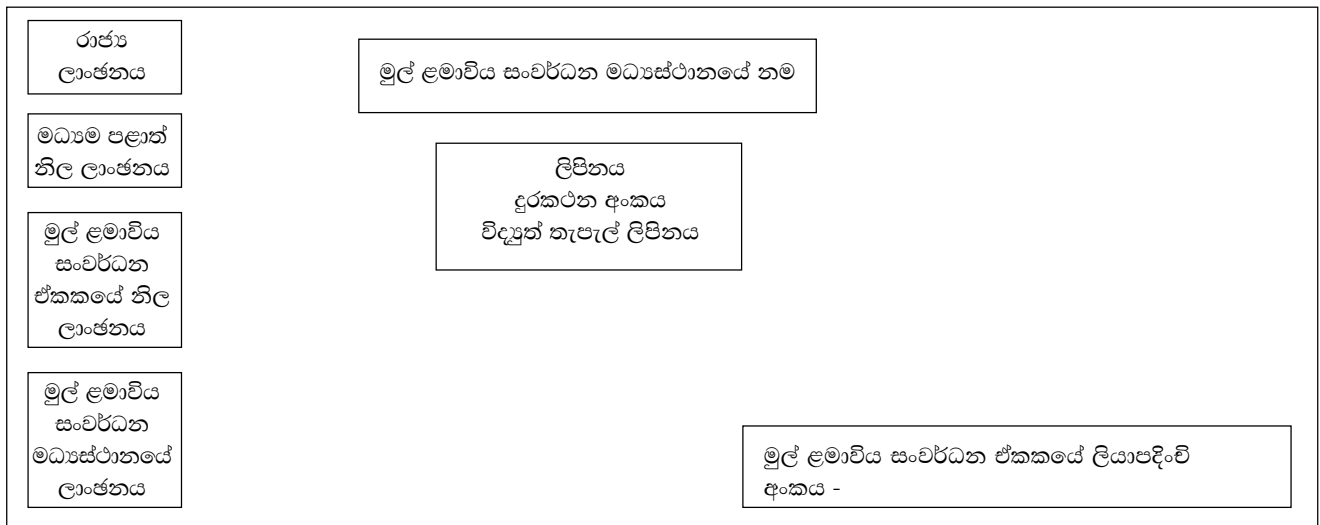 රාජ්‍ය
ලාංඡනය
මුල් ළමාවිය සංවර්ධන මධ්‍යස්ථානයේ නම
මධ්‍යම පළාත්
නිල ලාංඡනය
ලිපිනය
දුරකථන අංකය
විද්‍යුත් තැපැල් ලිපිනය
මුල් ළමාවිය
සංවර්ධන
ඒකකයේ නිල
ලාංඡනය
මුල් ළමාවිය
සංවර්ධන
මධ්‍යස්ථානයේ
ලාංඡනය
මුල් ළමාවිය සංවර්ධන ඒකකයේ ලියාපදිංචි
අංකය -